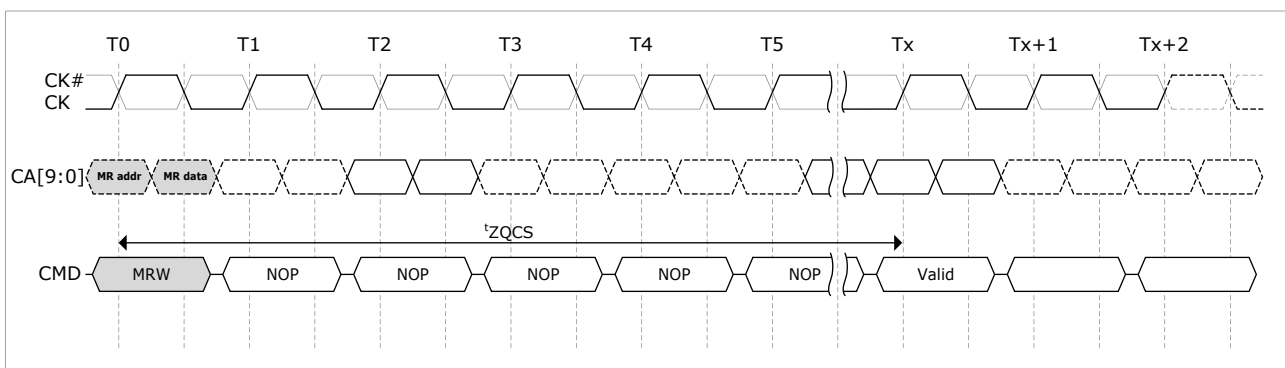 T0 T1 T2 T3 T4 T5 Tx Tx+1 Tx+2
CK#
CK
CA[9:0] MR addr MR data
tZQCS
CMD MRW NOP NOP NOP NOP NOP Valid